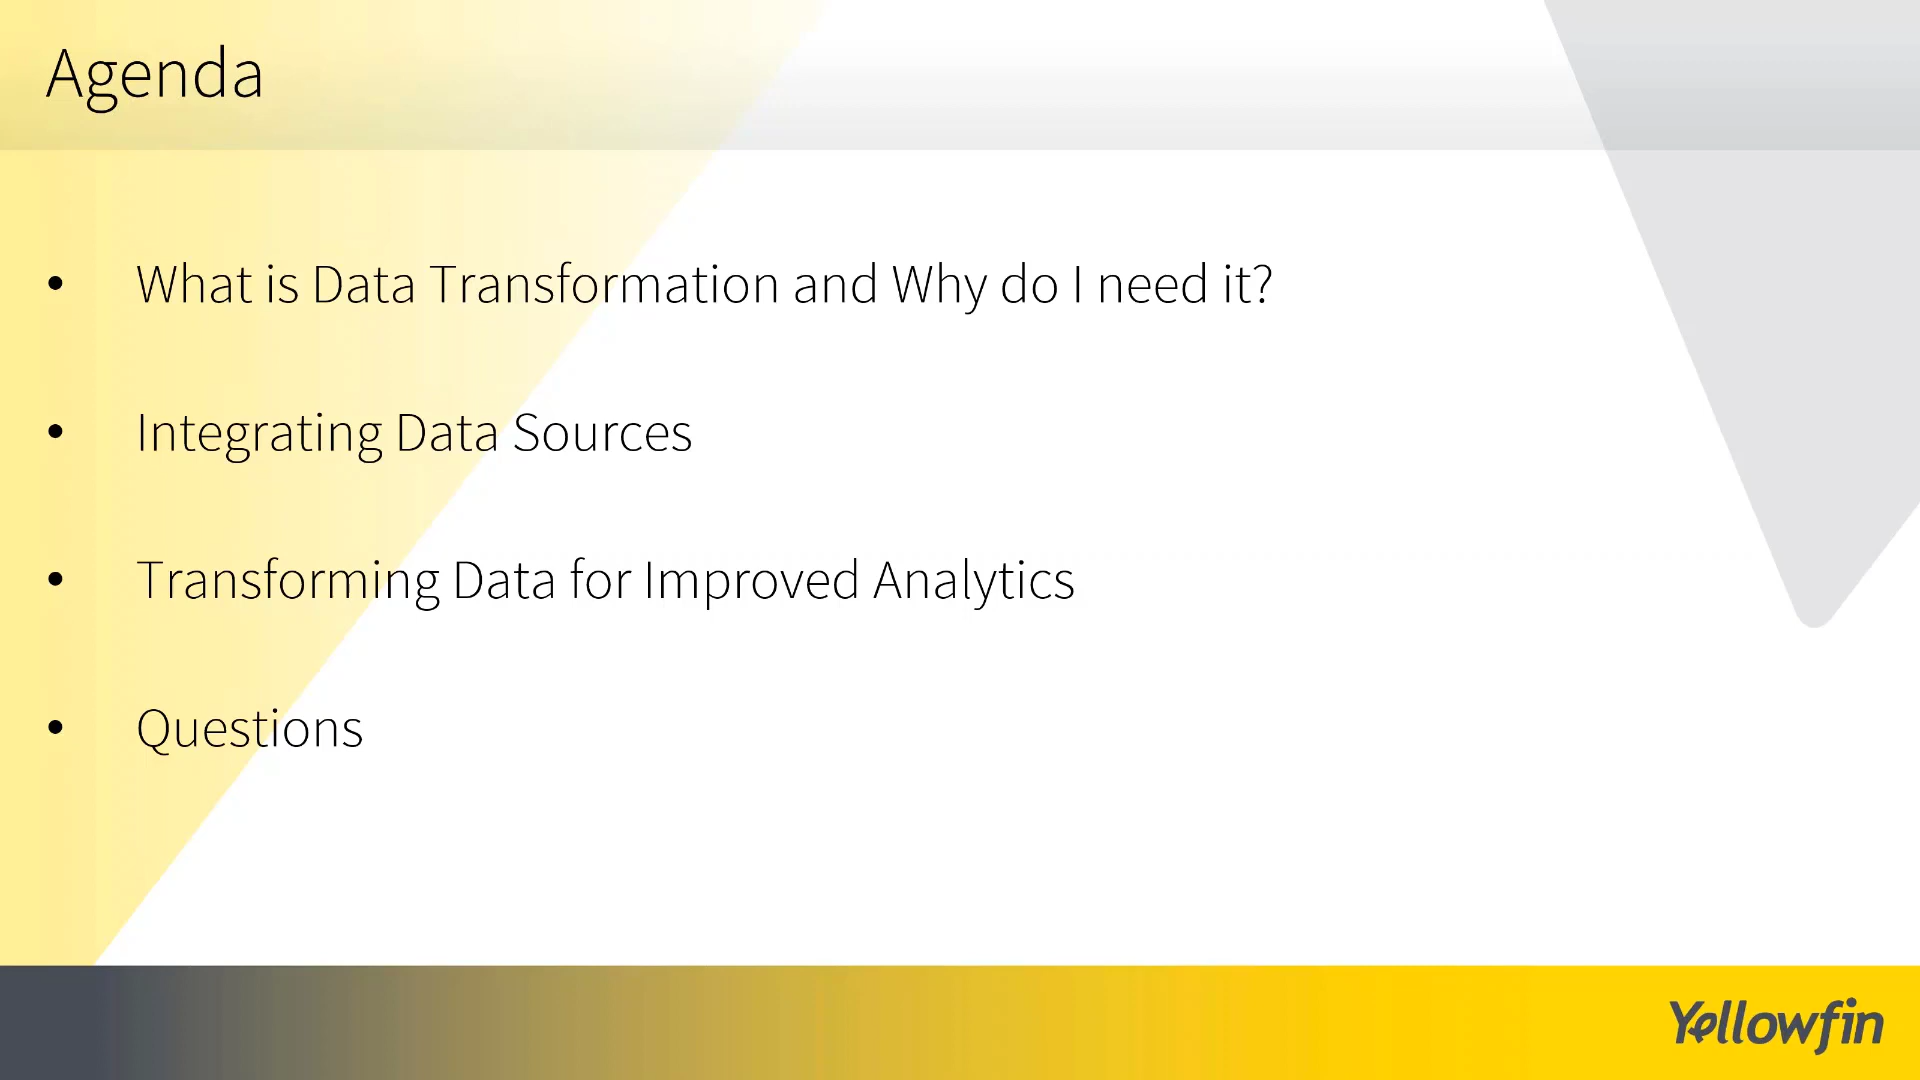 Agenda
• What is Data Transformation and Why do I need it?
• Integrating Data Sources
• Transforming Data for Improved Analytics
• Questions
Yellowfin